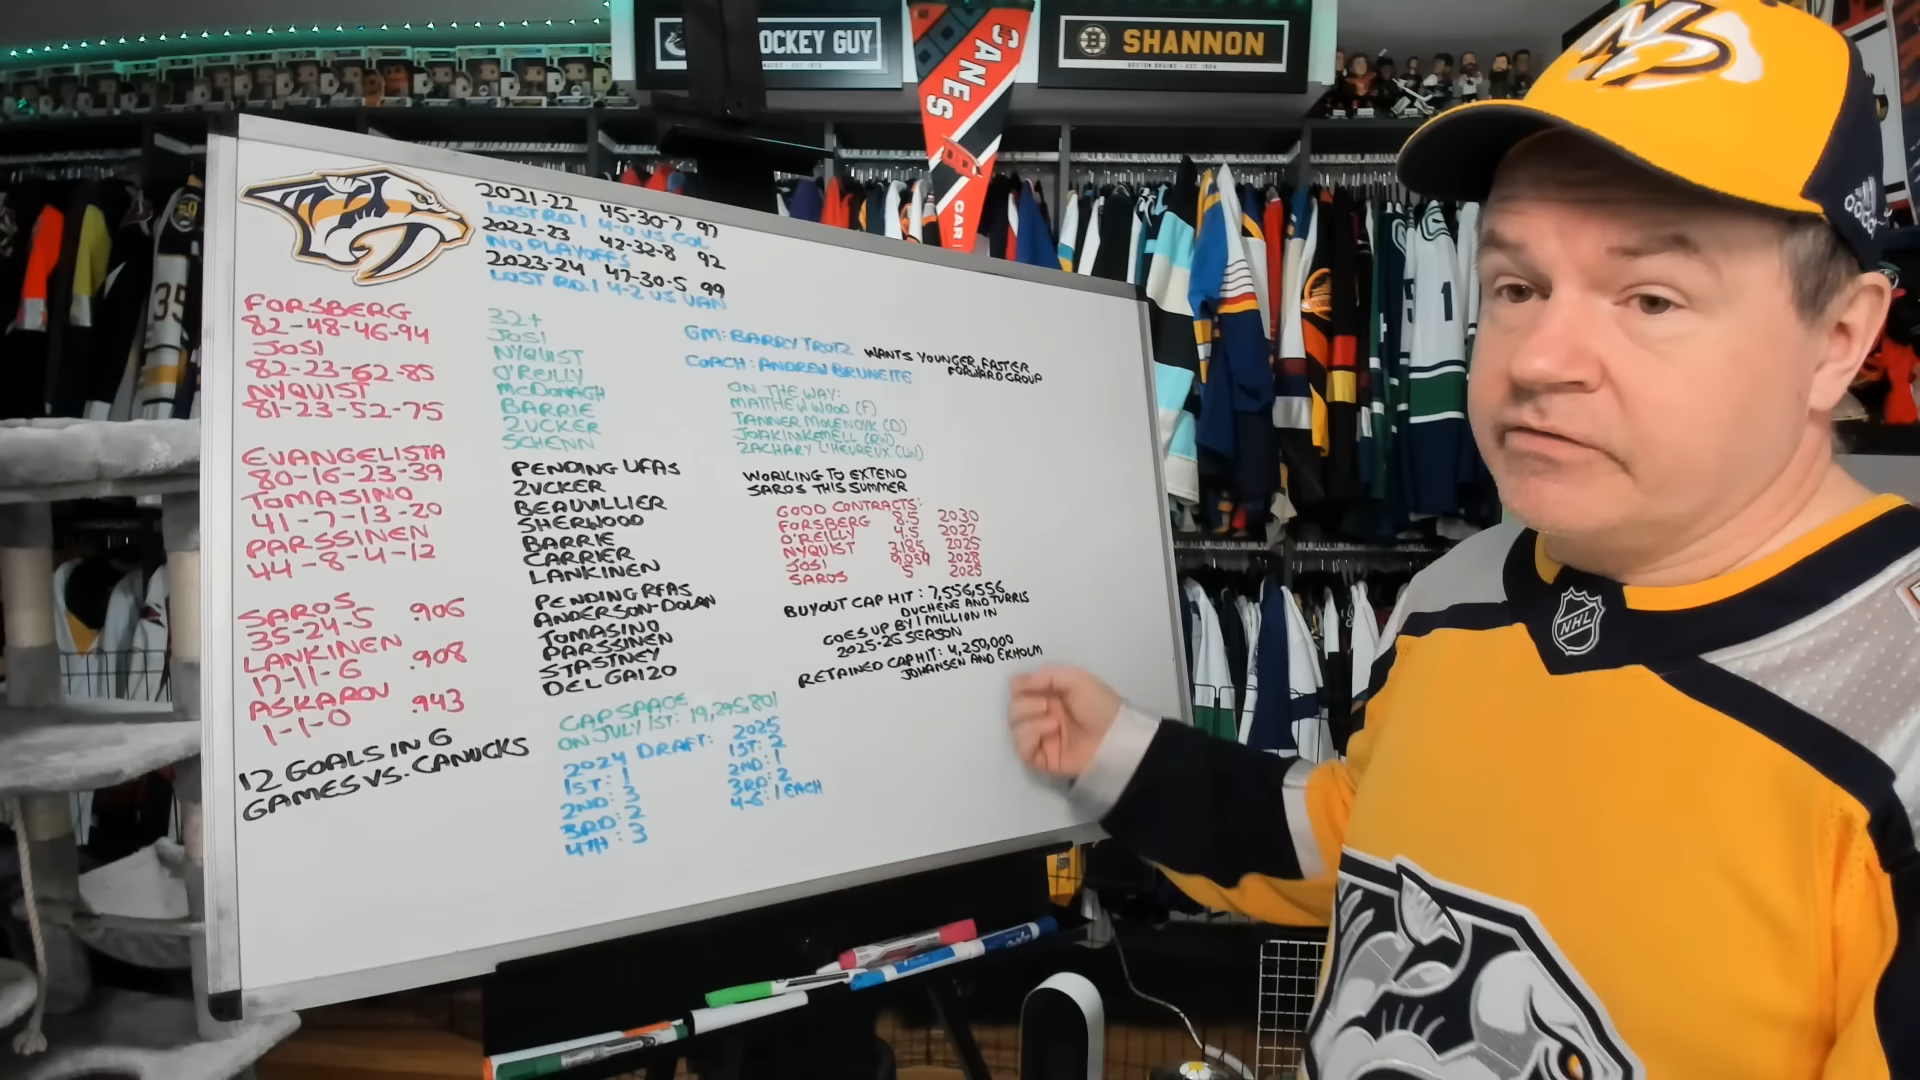 OCKEY GUY
CANES
CAR
SHANNON
BOSTON BRUINS - EST. 1924
35
1
adidas
NHL
2021-22 45-30-7 97
LOST RD.1 4-0 VS COL
2022-23 42-32-8 92
NO PLAYOFFS
2023-24 47-30-5 99
LOST RD.1 4-2 VS VAN
FORSBERG
82-48-46-94
JOSI
82-23-62-85
NYQUIST
81-23-52-75
EVANGELISTA
80-16-23-39
TOMASINO
41-7-13-20
PARSSINEN
44-8-4-12
SAROS
35-24-5 .906
LANKINEN
17-11-6 .908
ASKAROV
1-1-0 .943
12 GOALS IN 6
GAMES VS. CANUCKS
32+
JOSI
NYQUIST
O'REILLY
McDONAGH
BARRIE
ZUCKER
SCHENN
PENDING UFAS
ZUCKER
BEAUVILLIER
SHERWOOD
BARRIE
CARRIER
LANKINEN
PENDING RFAS
ANDERSON-DOLAN
TOMASINO
PARSSINEN
STASTNEY
DEL GAIZO
CAP SPACE
ON JULY 1ST: 19,295,801
2024 DRAFT:
1ST: 1
2ND: 3
3RD: 2
4TH: 3
2025
1ST: 2
2ND: 1
3RD: 2
4-6: 1 EACH
GM: BARRY TROTZ
COACH: ANDREW BRUNETTE
WANTS YOUNGER, FASTER
FORWARD GROUP
ON THE WAY:
MATTHEW WOOD (F)
TANNER MOLENDYK (D)
JOAKIM KEMELL (RW)
ZACHARY L'HEUREUX (LW)
WORKING TO EXTEND
SAROS THIS SUMMER
GOOD CONTRACTS:
FORSBERG 8.5 2030
O'REILLY 4.5 2027
NYQUIST 3.185 2025
JOSI 9.059 2028
SAROS 5 2025
BUYOUT CAP HIT: 7,556,556
DUCHENE AND TURRIS
GOES UP BY 1 MILLION IN
2025-26 SEASON
RETAINED CAP HIT: 4,250,000
JOHANSEN AND EKHOLM